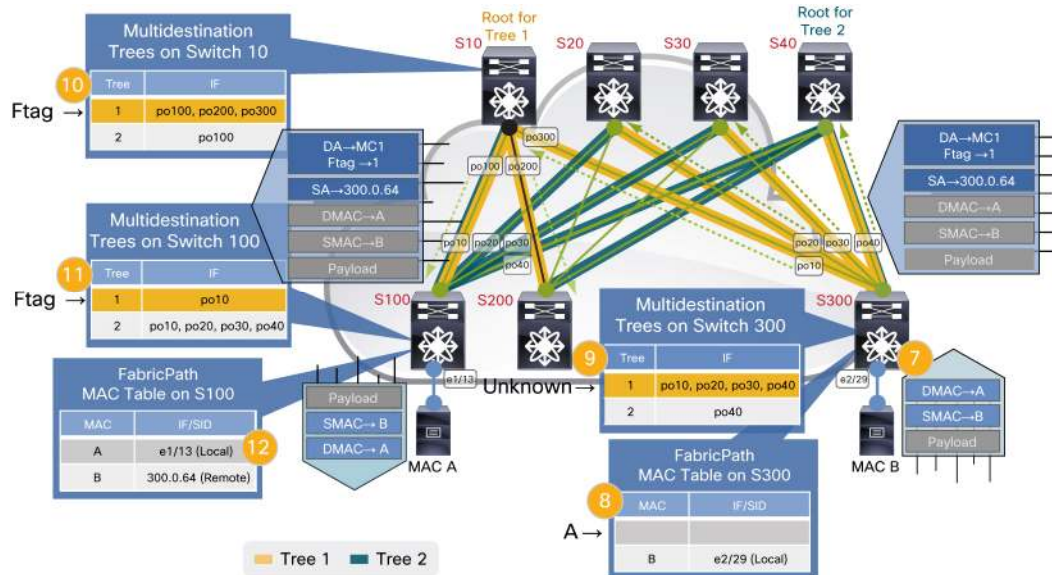 Root for
Tree 1
Root for
Tree 2
S10
S20
S30
S40
Multidestination
Trees on Switch 10
10
Tree IF
Ftag →
1 po100, po200, po300
2 po100
DA→MC1
Ftag →1
SA→300.0.64
DMAC→A
SMAC→B
Payload
po300
po100
po200
DA→MC1
Ftag →1
SA→300.0.64
DMAC→A
SMAC→B
Payload
Multidestination
Trees on Switch 100
11
Tree IF
Ftag →
1 po10
2 po10, po20, po30, po40
po10
po20
po30
po40
po20
po30
po40
po10
S100
S200
S300
Multidestination
Trees on Switch 300
9
Tree IF
Unknown →
1 po10, po20, po30, po40
2 po40
e1/13
e2/29
7
DMAC→A
SMAC→B
Payload
FabricPath
MAC Table on S100
MAC IF/SID
A e1/13 (Local)
12
B 300.0.64 (Remote)
Payload
SMAC→ B
DMAC→ A
MAC A
MAC B
FabricPath
MAC Table on S300
8
MAC IF/SID
A →
B e2/29 (Local)
Tree 1 Tree 2